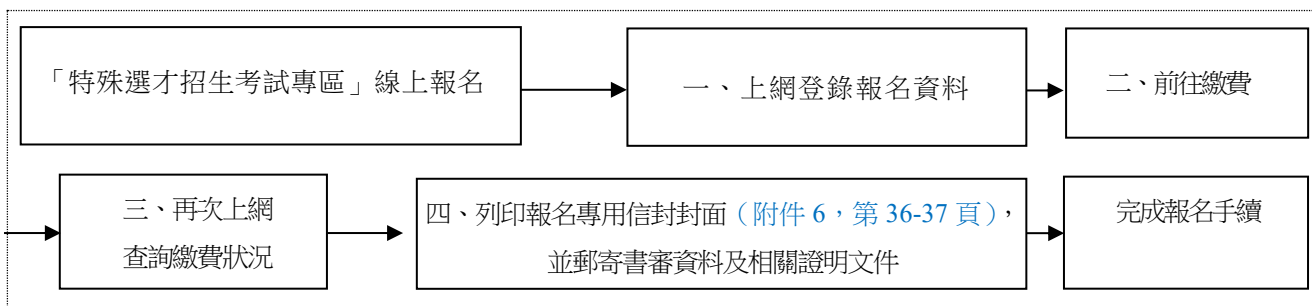 「特殊選才招生考試專區」線上報名
一、上網登錄報名資料
二、前往繳費
三、再次上網
查詢繳費狀況
四、列印報名專用信封封面（附件 6，第 36-37 頁），
並郵寄書審資料及相關證明文件
完成報名手續